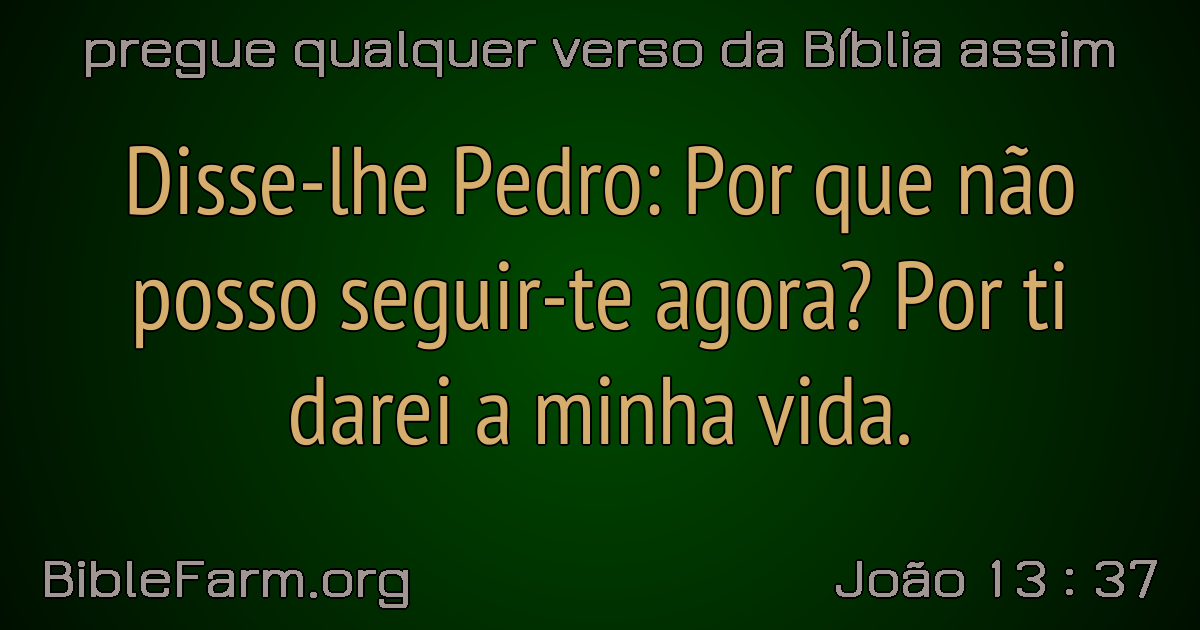 pregue qualquer verso da Bíblia assim
Disse-lhe Pedro: Por que não
posso seguir-te agora? Por ti
darei a minha vida.
BibleFarm.org
João 13 : 37